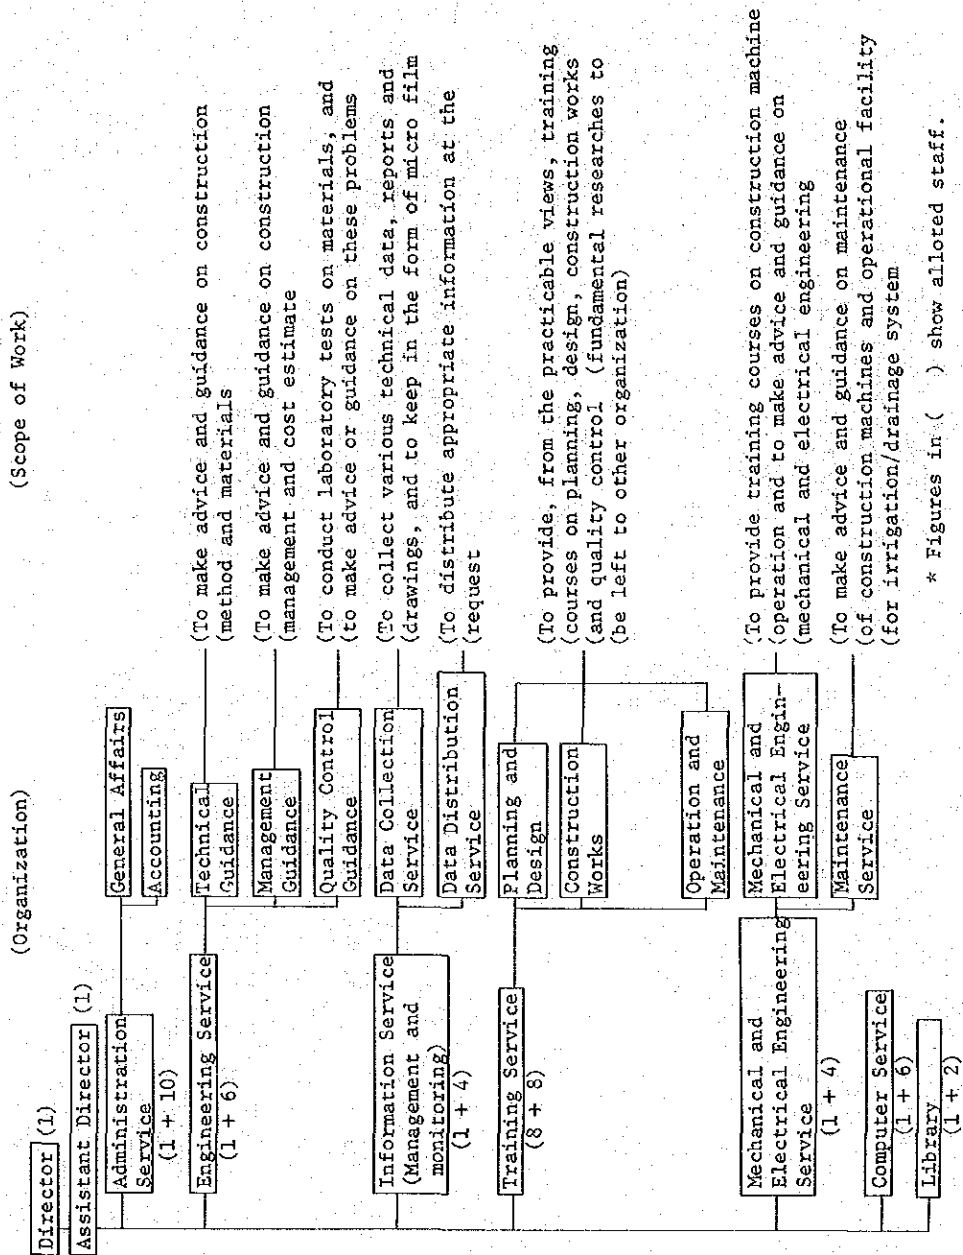 (Organization)
(Scope of Work)
Director (1)
Assistant Director (1)
Administration
Service
(1 + 10)
General Affairs
Accounting
Engineering Service
(1 + 6)
Technical
Guidance
(To make advice and guidance on construction
(method and materials
Management
Guidance
(To make advice and guidance on construction
(management and cost estimate
Quality Control
Guidance
(To conduct laboratory tests on materials, and
(to make advice or guidance on these problems
Information Service
(Management and
monitoring)
(1 + 4)
Data Collection
Service
(To collect various technical data, reports and
(drawings, and to keep in the form of micro film
Data Distribution
Service
(To distribute appropriate information at the
(request
Training Service
(8 + 8)
Planning and
Design
Construction
Works
Operation and
Maintenance
(To provide, from the practicable views, training
(courses on planning, design, construction works
(and quality control (fundamental researches to
(be left to other organization)
Mechanical and
Electrical Engineering
Service
(1 + 4)
Mechanical and
Electrical Engin-
eering Service
(To provide training courses on construction machine
(operation and to make advice and guidance on
(mechanical and electrical engineering
Maintenance
Service
(To make advice and guidance on maintenance
(of construction machines and operational facility
(for irrigation/drainage system
Computer Service
(1 + 6)
Library
(1 + 2)
* Figures in ( ) show alloted staff.